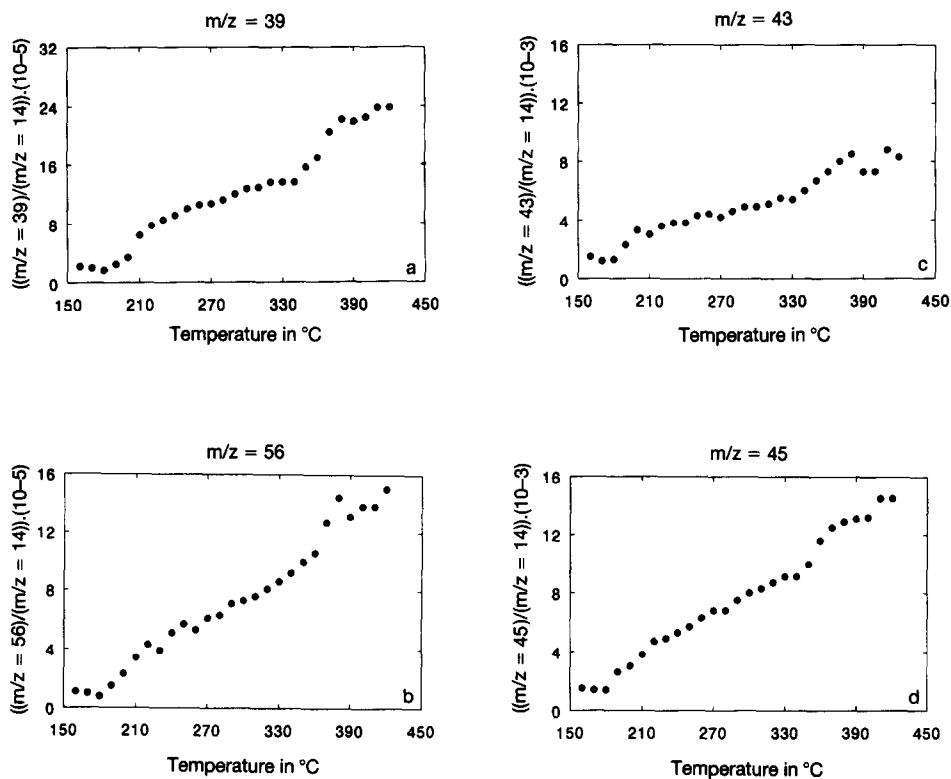 m/z = 39
((m/z = 39)/(m/z = 14)).(10–5)
32
24
16
8
0
150 210 270 330 390 450
a
Temperature in °C
m/z = 43
((m/z = 43)/(m/z = 14)).(10–3)
16
12
8
4
0
150 210 270 330 390 450
c
Temperature in °C
m/z = 56
((m/z = 56)/(m/z = 14)).(10–5)
16
12
8
4
0
150 210 270 330 390 450
b
Temperature in °C
m/z = 45
((m/z = 45)/(m/z = 14)).(10–3)
16
12
8
4
0
150 210 270 330 390 450
d
Temperature in °C